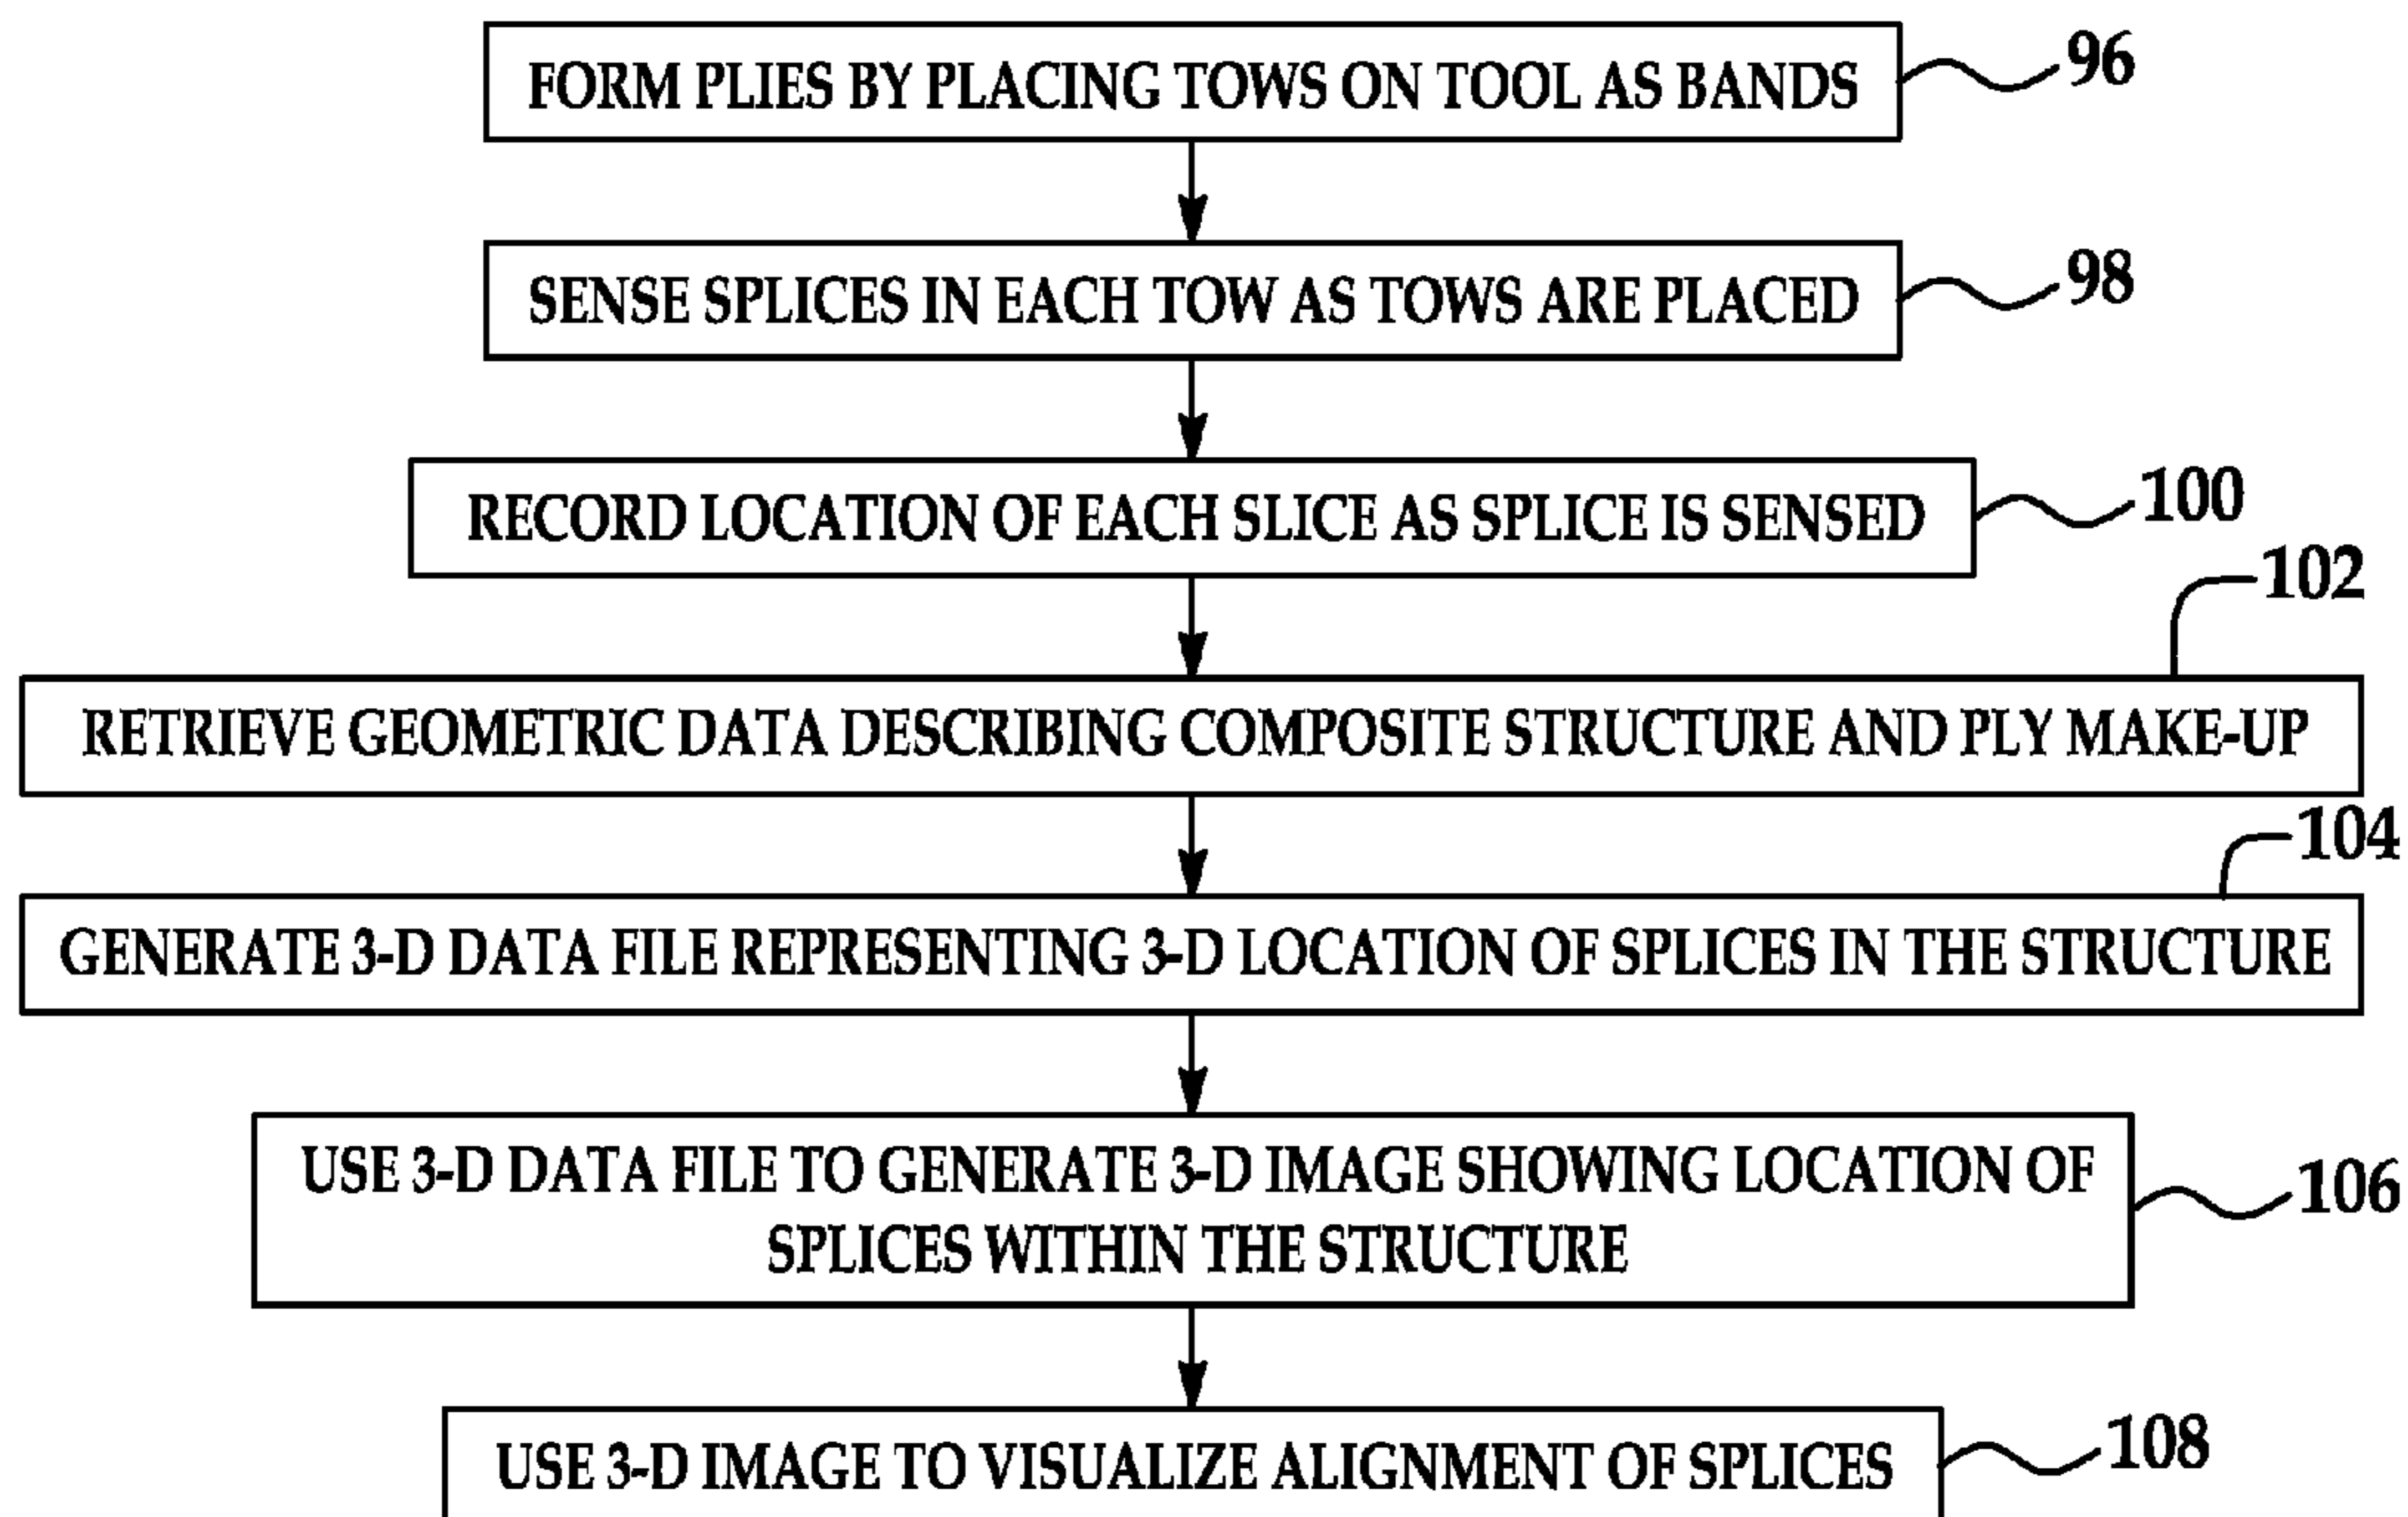 FORM PLIES BY PLACING TOWS ON TOOL AS BANDS
96
SENSE SPLICES IN EACH TOW AS TOWS ARE PLACED
98
RECORD LOCATION OF EACH SLICE AS SPLICE IS SENSED
100
102
RETRIEVE GEOMETRIC DATA DESCRIBING COMPOSITE STRUCTURE AND PLY MAKE-UP
104
GENERATE 3-D DATA FILE REPRESENTING 3-D LOCATION OF SPLICES IN THE STRUCTURE
USE 3-D DATA FILE TO GENERATE 3-D IMAGE SHOWING LOCATION OF
SPLICES WITHIN THE STRUCTURE
106
USE 3-D IMAGE TO VISUALIZE ALIGNMENT OF SPLICES
108